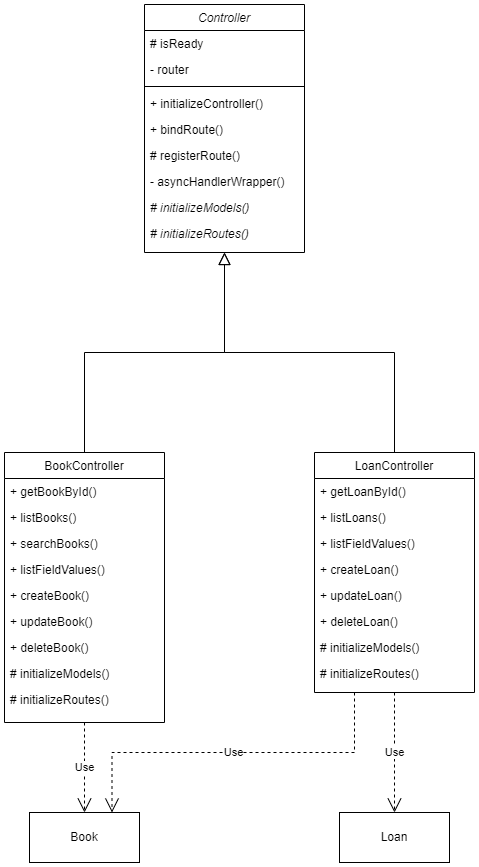 Controller
# isReady
- router
+ initializeController()
+ bindRoute()
# registerRoute()
- asyncHandlerWrapper()
# initializeModels()
# initializeRoutes()
BookController
+ getBookById()
+ listBooks()
+ searchBooks()
+ listFieldValues()
+ createBook()
+ updateBook()
+ deleteBook()
# initializeModels()
# initializeRoutes()
LoanController
+ getLoanById()
+ listLoans()
+ listFieldValues()
+ createLoan()
+ updateLoan()
+ deleteLoan()
# initializeModels()
# initializeRoutes()
Use
Use
Use
Book
Loan